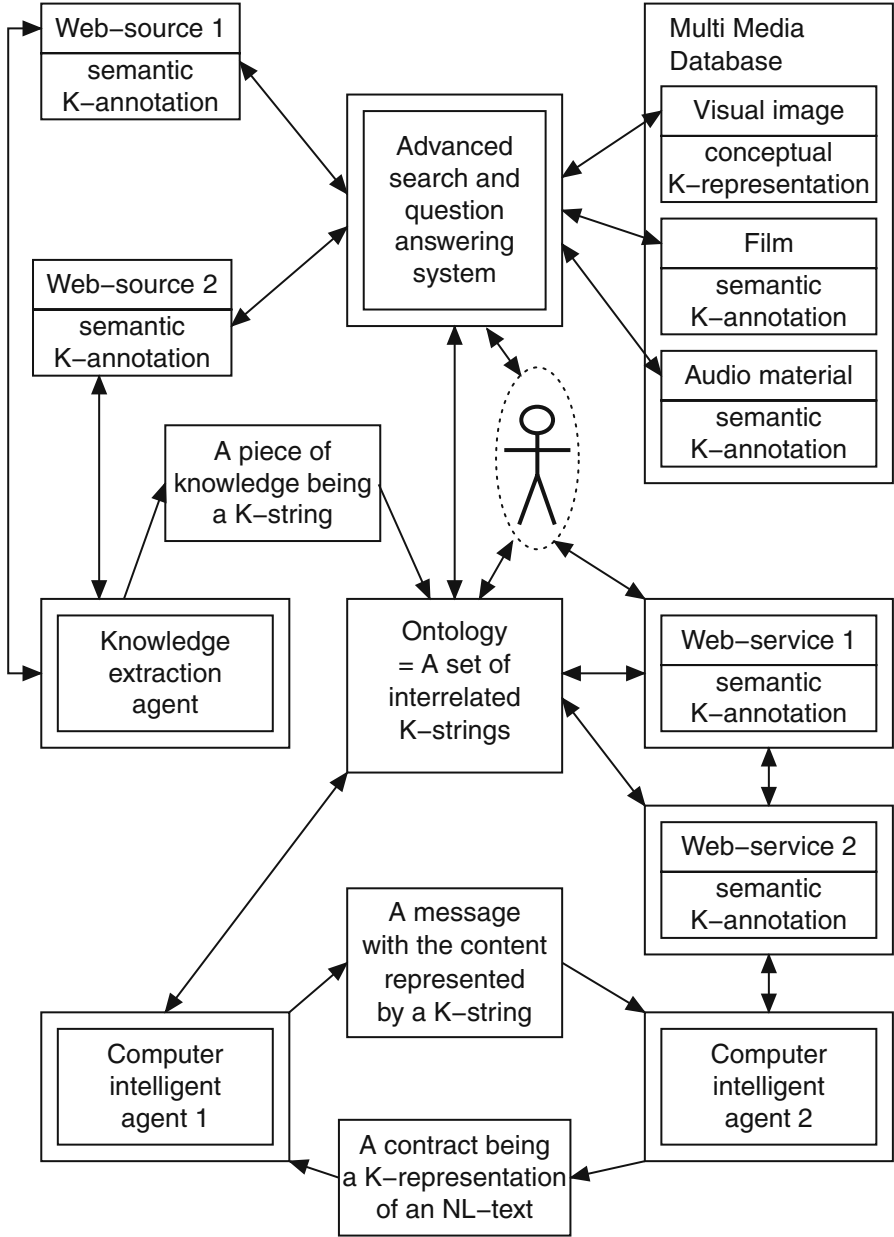 Web−source 1
semantic
K−annotation
Advanced
search and
question
answering
system
Multi Media
Database
Visual image
conceptual
K−representation
Film
semantic
K−annotation
Audio material
semantic
K−annotation
Web−source 2
semantic
K−annotation
A piece of
knowledge being
a K−string
Knowledge
extraction
agent
Ontology
= A set of
interrelated
K−strings
Web−service 1
semantic
K−annotation
Web−service 2
semantic
K−annotation
A message
with the content
represented
by a K−string
Computer
intelligent
agent 1
Computer
intelligent
agent 2
A contract being
a K−representation
of an NL−text